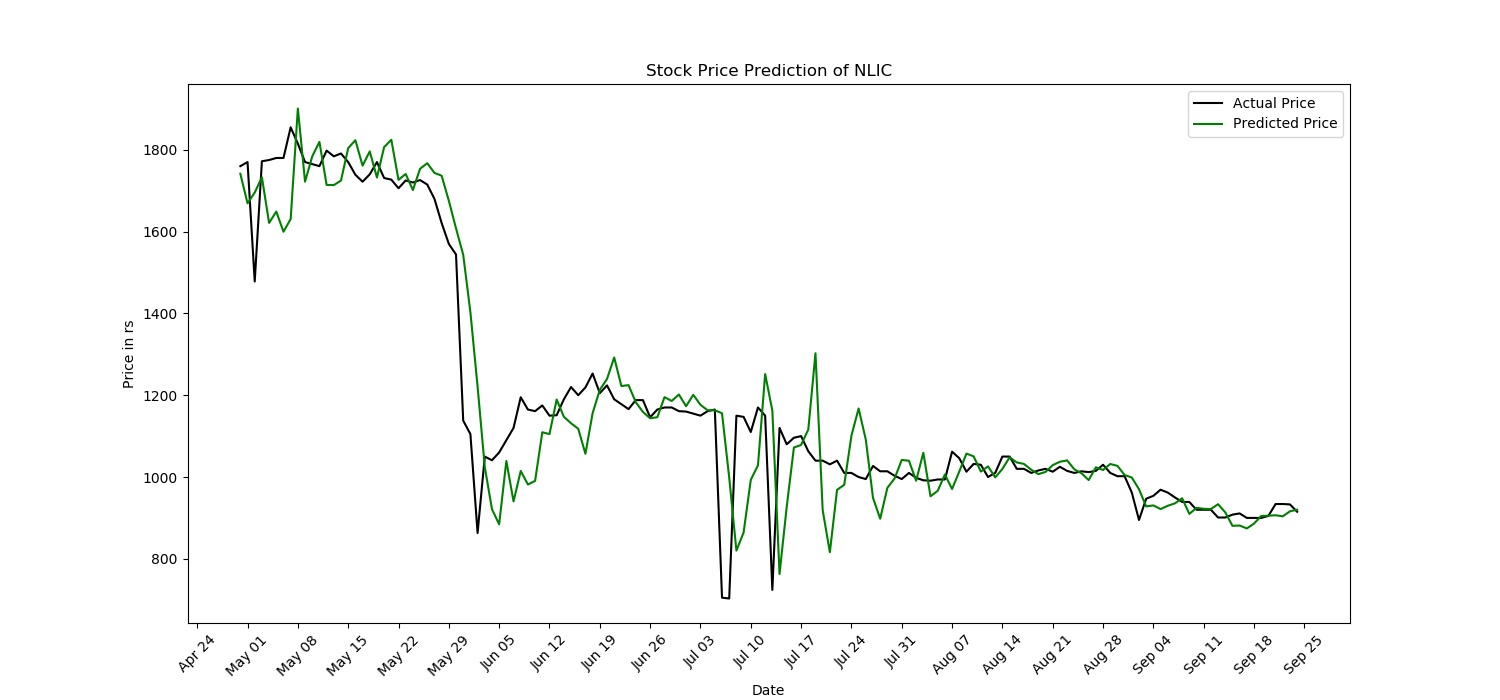 Stock Price Prediction of NLIC
Actual Price
Predicted Price
Price in rs
1800
1600
1400
1200
1000
800
Apr 24
May 01
May 08
May 15
May 22
May 29
Jun 05
Jun 12
Jun 19
Jun 26
Jul 03
Jul 10
Jul 17
Jul 24
Jul 31
Aug 07
Aug 14
Aug 21
Aug 28
Sep 04
Sep 11
Sep 18
Sep 25
Date